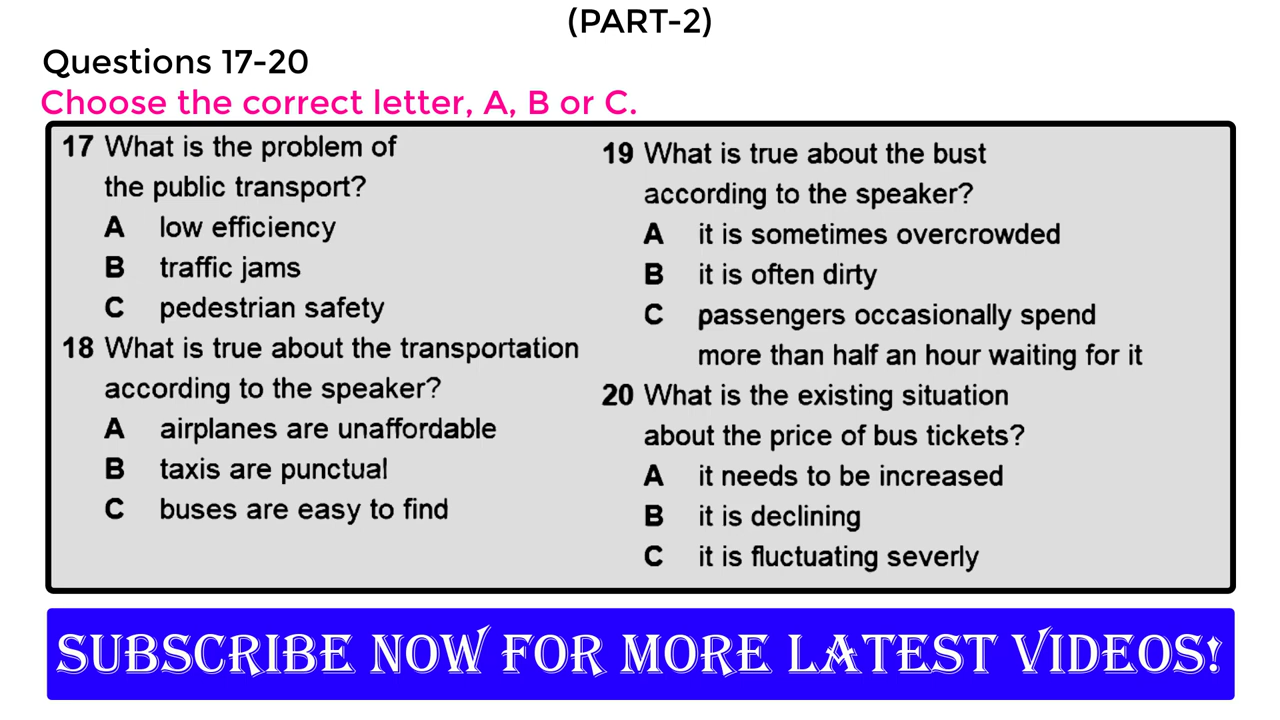 (PART-2)
Questions 17-20
Choose the correct letter, A, B or C.
17 What is the problem of
the public transport?
A low efficiency
B traffic jams
C pedestrian safety
18 What is true about the transportation
according to the speaker?
A airplanes are unaffordable
B taxis are punctual
C buses are easy to find
19 What is true about the bust
according to the speaker?
A it is sometimes overcrowded
B it is often dirty
C passengers occasionally spend
more than half an hour waiting for it
20 What is the existing situation
about the price of bus tickets?
A it needs to be increased
B it is declining
C it is fluctuating severly
SUBSCRIBE NOW FOR MORE LATEST VIDEOS!